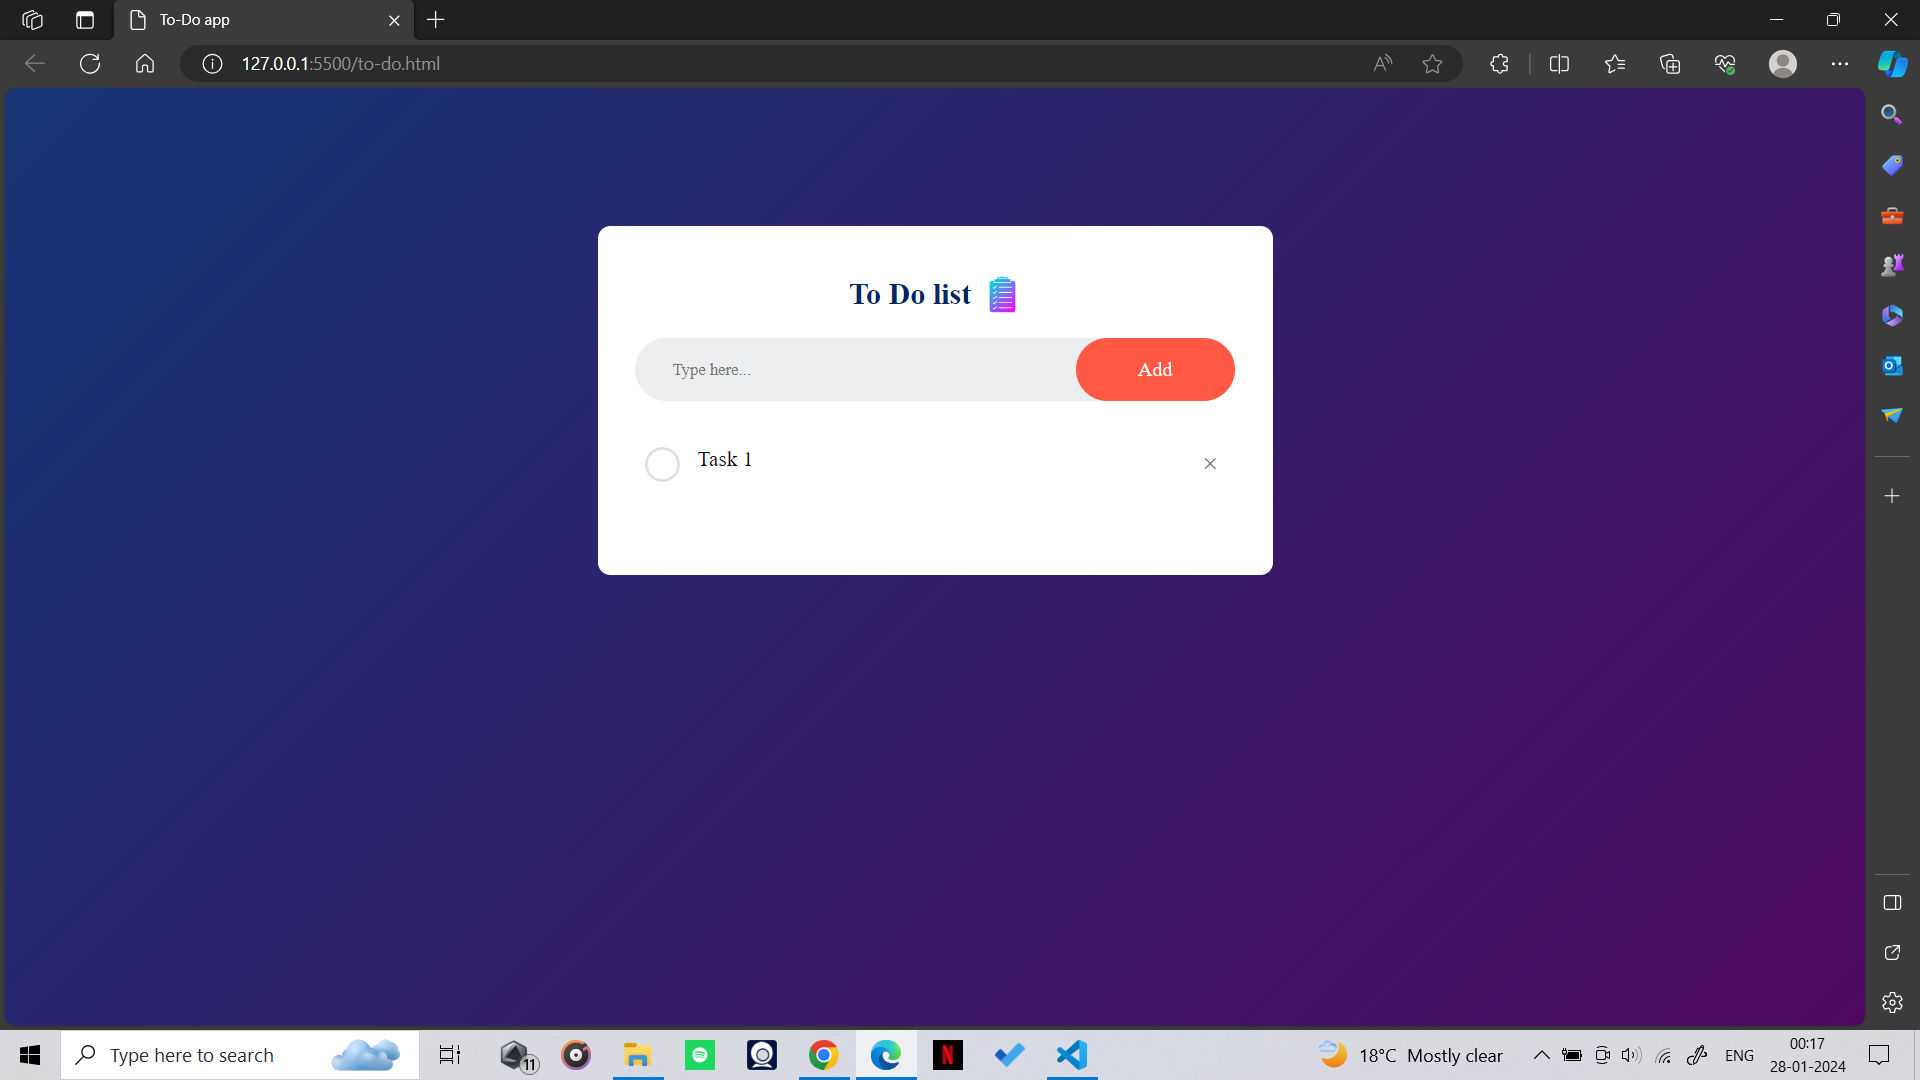 To-Do app
127.0.0.1:5500/to-do.html
To Do list
Type here...
Add
Task 1
Type here to search
11
N
18°C Mostly clear
ENG
00:17
28-01-2024